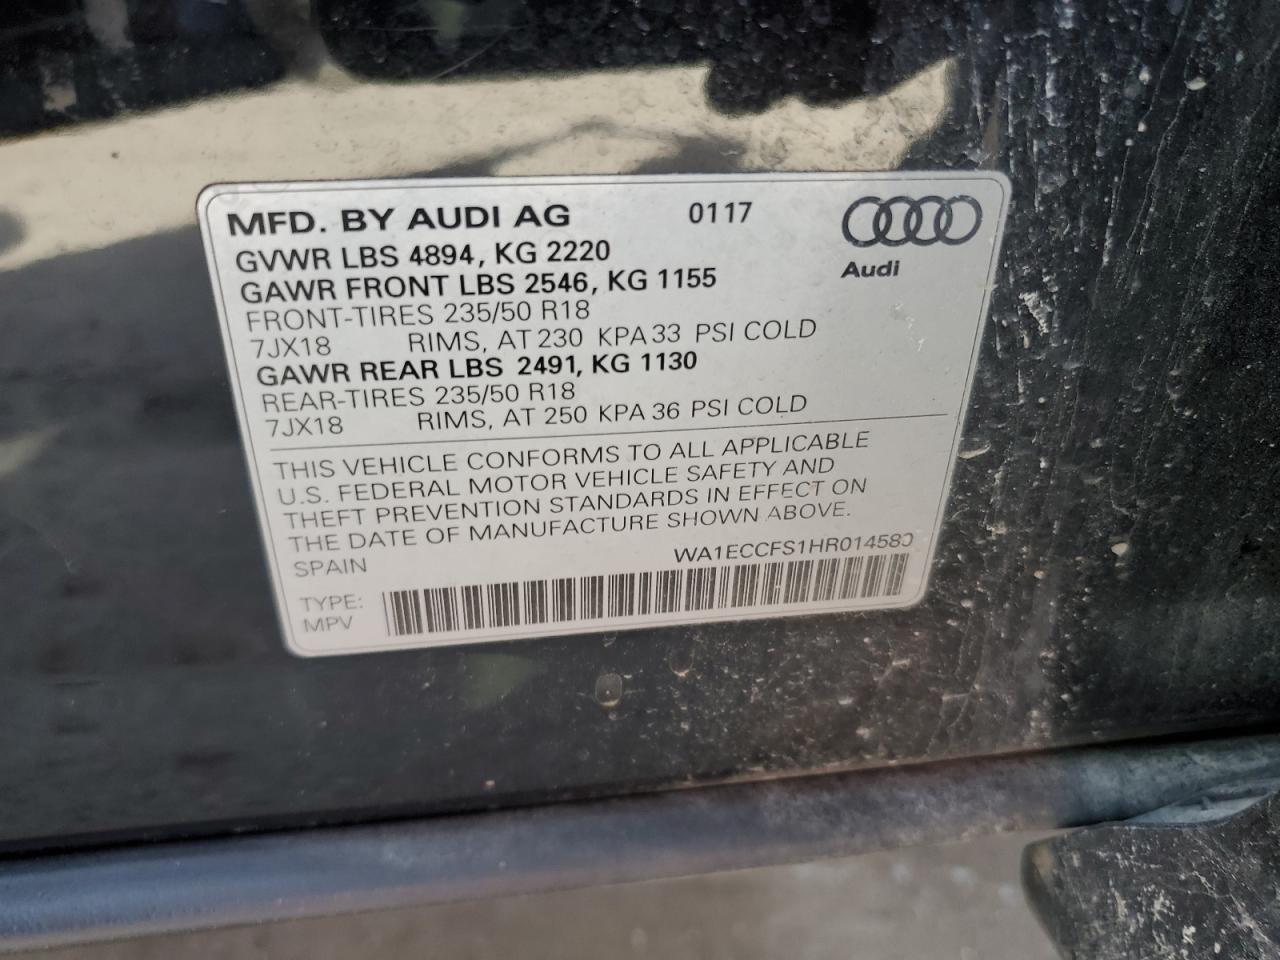 MFD. BY AUDI AG 0117
Audi
GVWR LBS 4894, KG 2220
GAWR FRONT LBS 2546, KG 1155
FRONT-TIRES 235/50 R18
7JX18 RIMS, AT 230 KPA 33 PSI COLD
GAWR REAR LBS 2491, KG 1130
REAR-TIRES 235/50 R18
7JX18 RIMS, AT 250 KPA 36 PSI COLD
THIS VEHICLE CONFORMS TO ALL APPLICABLE
U.S. FEDERAL MOTOR VEHICLE SAFETY AND
THEFT PREVENTION STANDARDS IN EFFECT ON
THE DATE OF MANUFACTURE SHOWN ABOVE.
SPAIN WA1ECCFS1HR014580
TYPE:
MPV